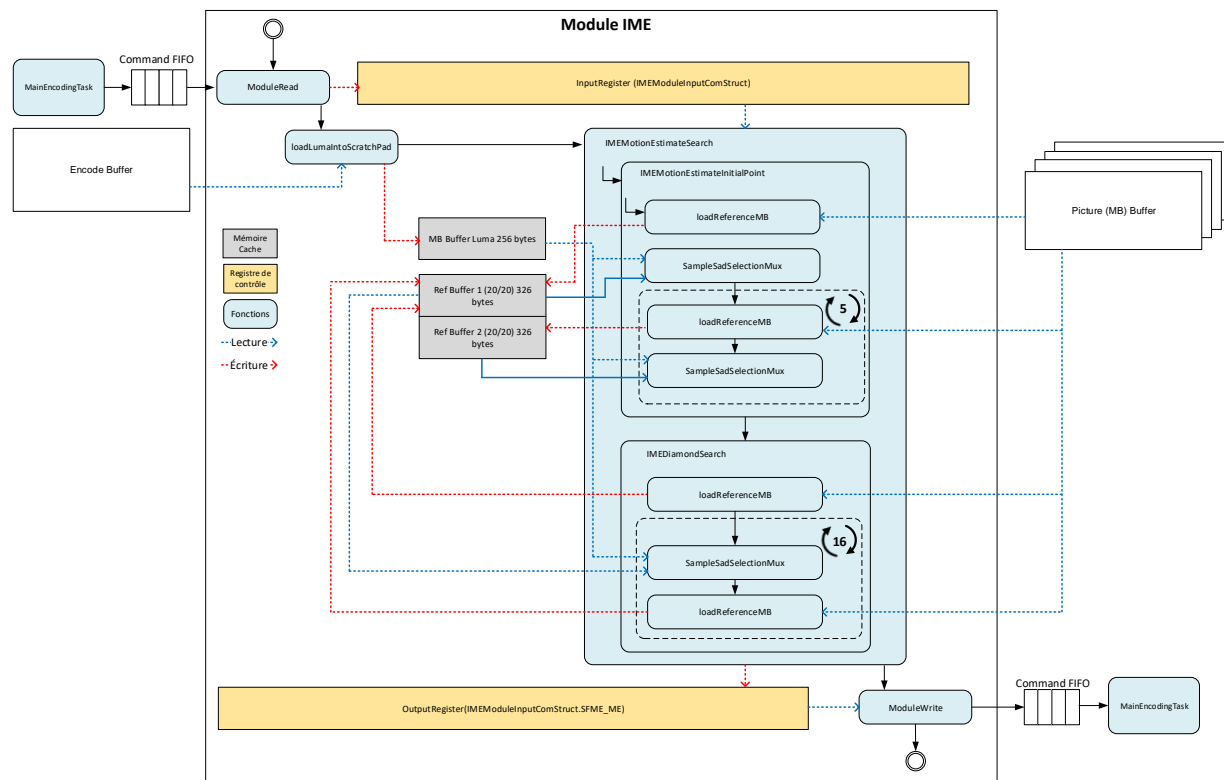 Module IME
Command FIFO
MainEncodingTask
ModuleRead
InputRegister (IMEModuleInputComStruct)
Encode Buffer
loadLumaIntoScratchPad
IMEMotionEstimateSearch
IMEMotionEstimateInitialPoint
loadReferenceMB
Picture (MB) Buffer
Mémoire
Cache
MB Buffer Luma 256 bytes
SampleSadSelectionMux
Registre de
contrôle
Ref Buffer 1 (20/20) 326
bytes
5
Fonctions
loadReferenceMB
Ref Buffer 2 (20/20) 326
bytes
Lecture
Écriture
SampleSadSelectionMux
IMEDiamondSearch
loadReferenceMB
16
SampleSadSelectionMux
loadReferenceMB
Command FIFO
OutputRegister(IMEModuleInputComStruct.SFME_ME)
ModuleWrite
MainEncodingTask